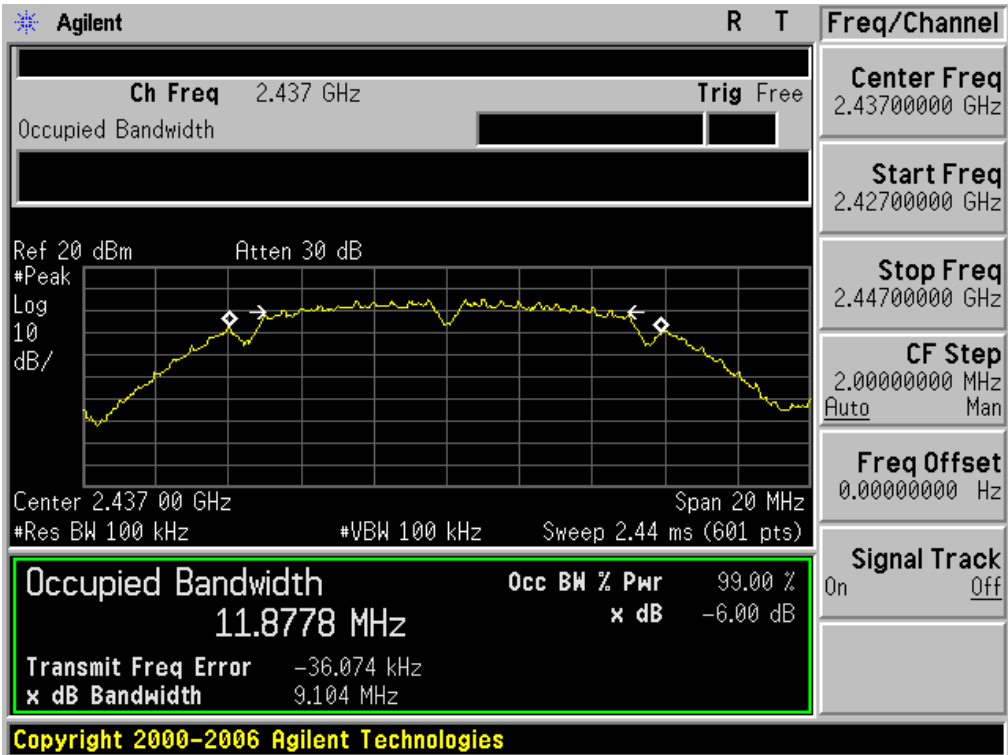 Agilent R T Freq/Channel
Ch Freq 2.437 GHz Trig Free
Occupied Bandwidth
Center Freq
2.43700000 GHz
Start Freq
2.42700000 GHz
Stop Freq
2.44700000 GHz
CF Step
2.00000000 MHz
Auto Man
Freq Offset
0.00000000 Hz
Signal Track
On Off
Ref 20 dBm Atten 30 dB
#Peak
Log
10
dB/
Center 2.437 00 GHz Span 20 MHz
#Res BW 100 kHz #VBW 100 kHz Sweep 2.44 ms (601 pts)
Occupied Bandwidth Occ BW % Pwr 99.00 %
11.8778 MHz x dB -6.00 dB
Transmit Freq Error -36.074 kHz
x dB Bandwidth 9.104 MHz
Copyright 2000-2006 Agilent Technologies